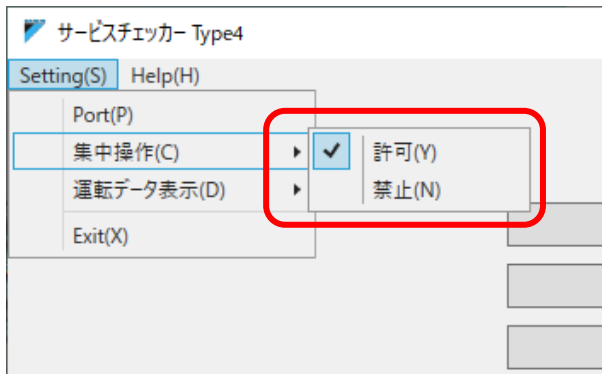 サービスチェッカー Type4
Setting(S) Help(H)
Port(P)
集中操作(C)
許可(Y)
運転データ表示(D)
禁止(N)
Exit(X)